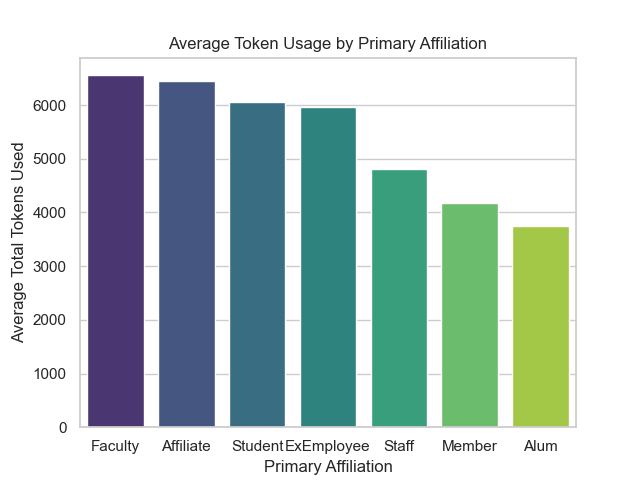 Average Token Usage by Primary Affiliation
Average Total Tokens Used
6000
5000
4000
3000
2000
1000
0
Faculty Affiliate Student ExEmployee Staff Member Alum
Primary Affiliation